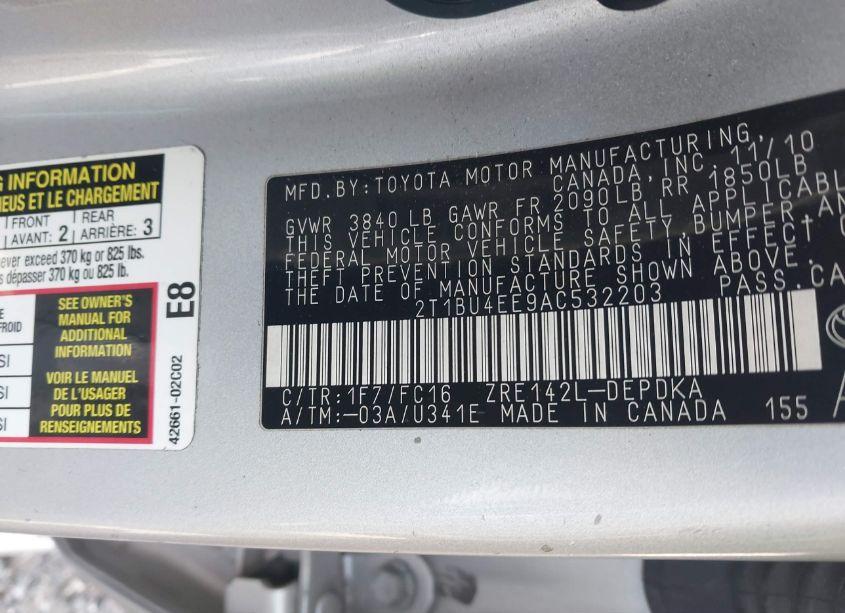 G INFORMATION
NEUS ET LE CHARGEMENT
FRONT REAR
AVANT: 2 ARRIÈRE: 3
ever exceed 370 kg or 825 lbs.
s dépasser 370 kg ou 825 lb.
E
ROID
SI
SI
SI
SEE OWNER'S
MANUAL FOR
ADDITIONAL
INFORMATION
VOIR LE MANUEL
DE L'USAGER
POUR PLUS DE
RENSEIGNEMENTS
E8
42661-02C02
MFD.BY:TOYOTA MOTOR MANUFACTURING,
CANADA,INC. 11/10
GVWR 3840 LB GAWR FR 2090LB RR 1850LB
THIS VEHICLE CONFORMS TO ALL APPLICABL
FEDERAL MOTOR VEHICLE SAFETY,BUMPER AN
THEFT PREVENTION STANDARDS IN EFFECT O
THE DATE OF MANUFACTURE SHOWN ABOVE.
2T1BU4EE9AC532203 PASS.CA
C/TR:1F7/FC16 ZRE142L-DEPDKA
A/TM:-03A/U341E MADE IN CANADA 155